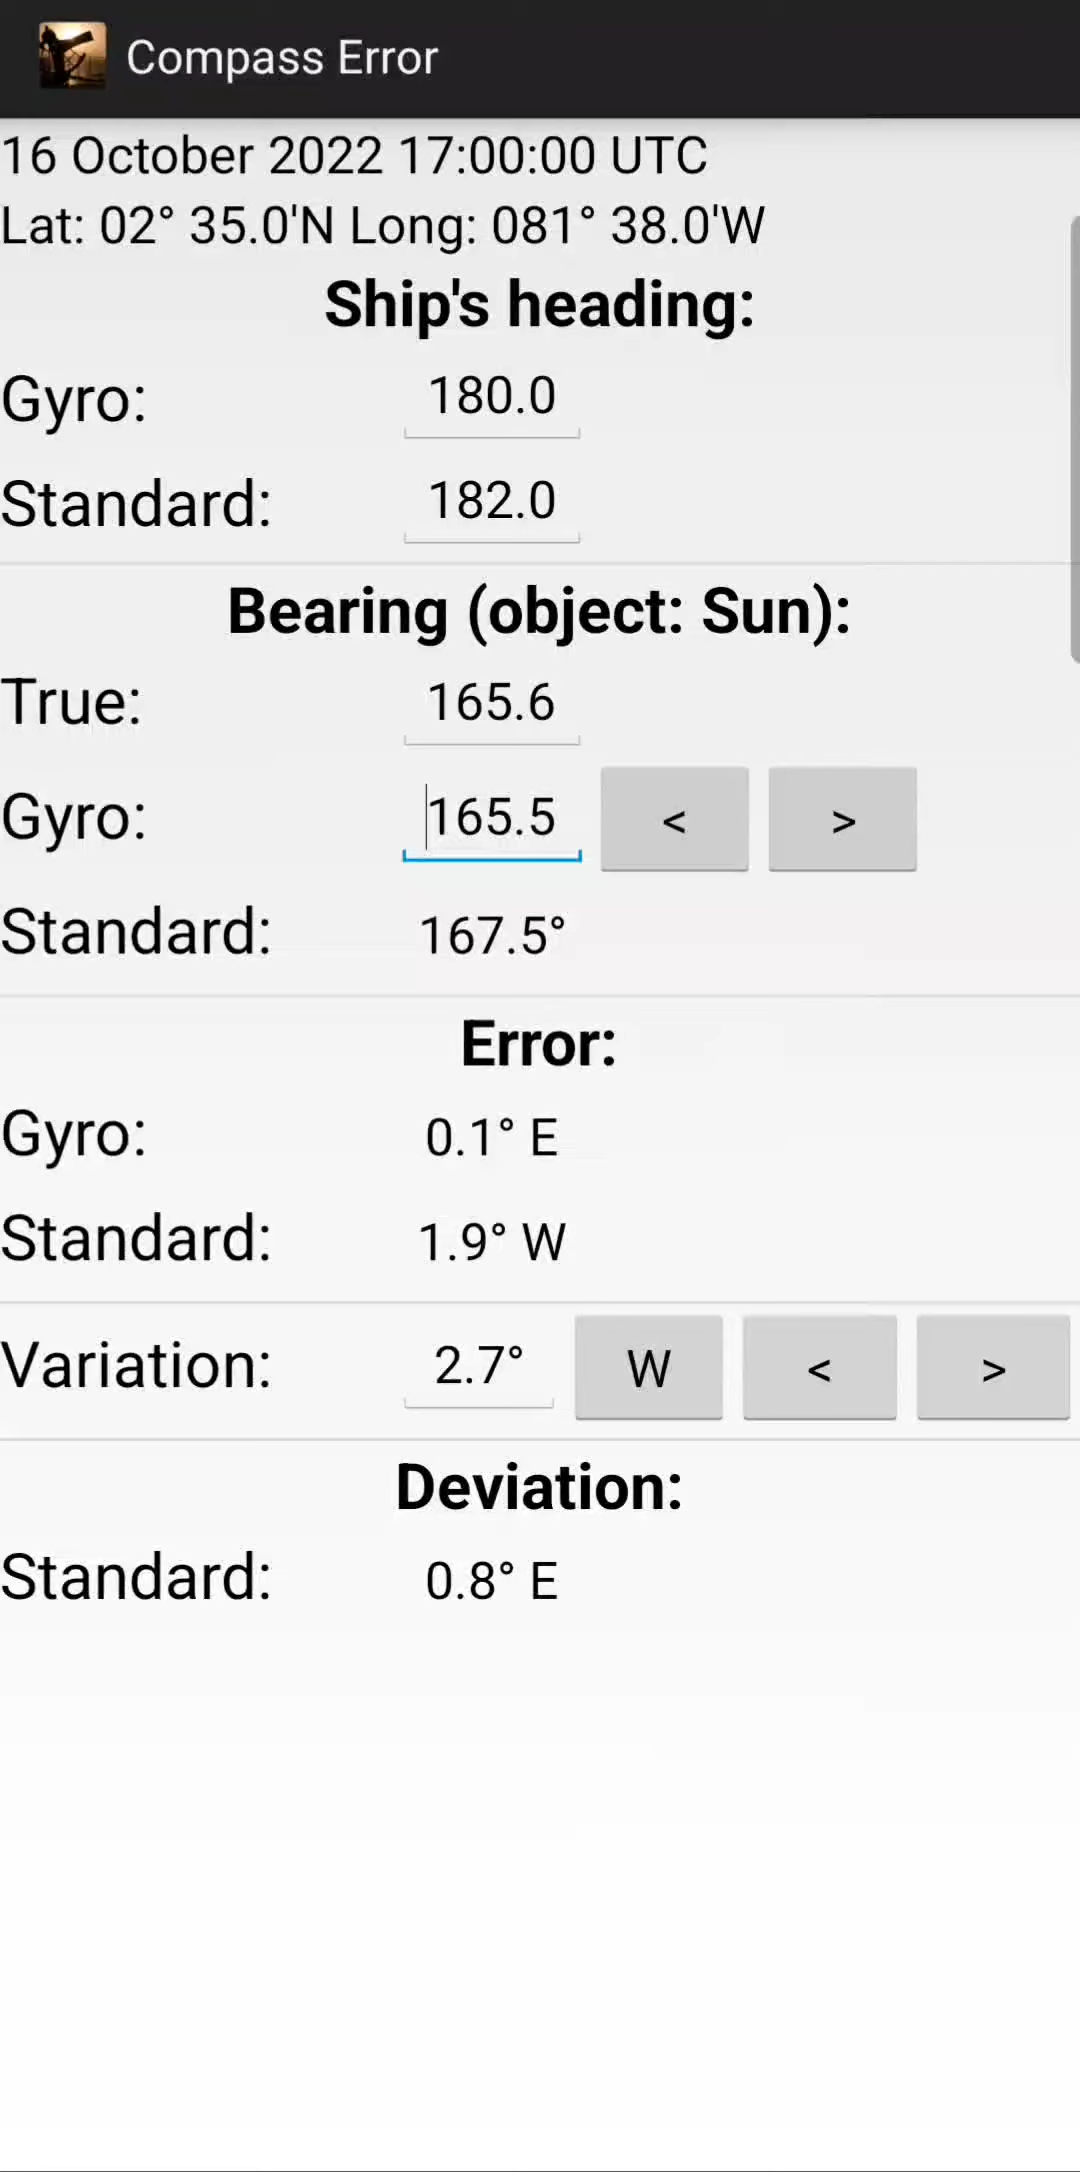 Compass Error
16 October 2022 17:00:00 UTC
Lat: 02° 35.0'N Long: 081° 38.0'W
Ship's heading:
Gyro: 180.0
Standard: 182.0
Bearing (object: Sun):
True: 165.6
Gyro: 165.5 < >
Standard: 167.5°
Error:
Gyro: 0.1° E
Standard: 1.9° W
Variation: 2.7° W < >
Deviation:
Standard: 0.8° E